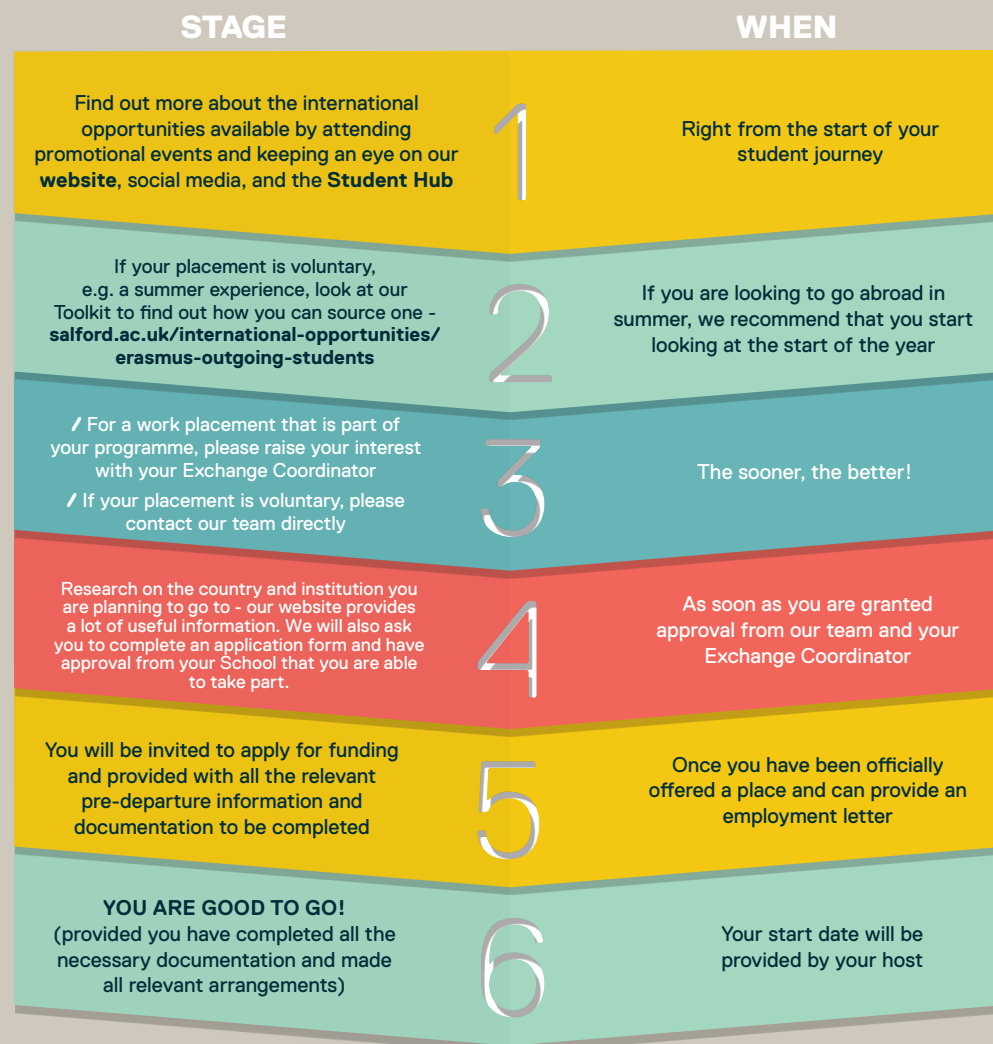 STAGE
WHEN
Find out more about the international
opportunities available by attending
promotional events and keeping an eye on our
website, social media, and the Student Hub
1
Right from the start of your
student journey
If your placement is voluntary,
e.g. a summer experience, look at our
Toolkit to find out how you can source one -
salford.ac.uk/international-opportunities/
erasmus-outgoing-students
2
If you are looking to go abroad in
summer, we recommend that you start
looking at the start of the year
/ For a work placement that is part of
your programme, please raise your interest
with your Exchange Coordinator
/ If your placement is voluntary, please
contact our team directly
3
The sooner, the better!
Research on the country and institution you
are planning to go to - our website provides
a lot of useful information. We will also ask
you to complete an application form and have
approval from your School that you are able
to take part.
4
As soon as you are granted
approval from our team and your
Exchange Coordinator
You will be invited to apply for funding
and provided with all the relevant
pre-departure information and
documentation to be completed
5
Once you have been officially
offered a place and can provide an
employment letter
YOU ARE GOOD TO GO!
(provided you have completed all the
necessary documentation and made
all relevant arrangements)
6
Your start date will be
provided by your host